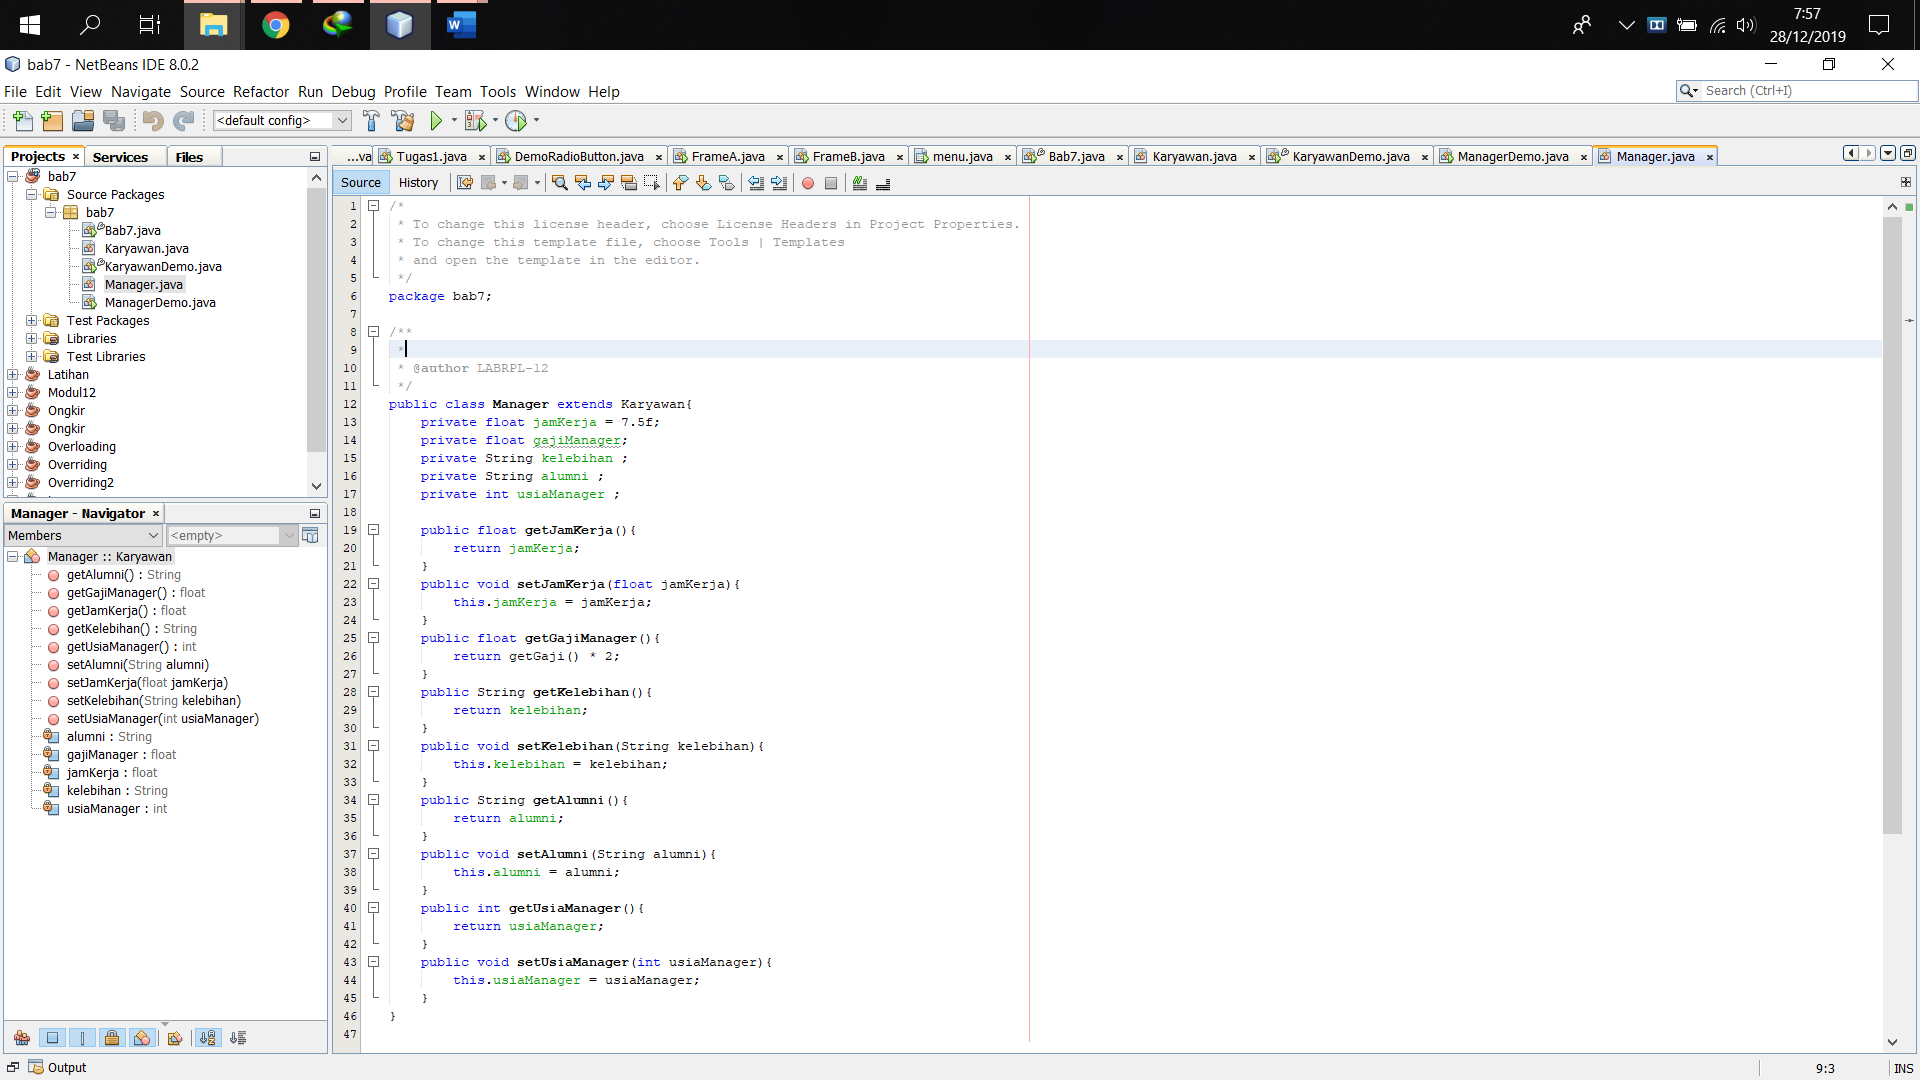 7:57
28/12/2019
bab7 - NetBeans IDE 8.0.2
File Edit View Navigate Source Refactor Run Debug Profile Team Tools Window Help
Search (Ctrl+I)
<default config>
Projects × Services Files
...va Tugas1.java × DemoRadioButton.java × FrameA.java × FrameB.java × menu.java × Bab7.java × Karyawan.java × KaryawanDemo.java × ManagerDemo.java × Manager.java ×
Source History
bab7
Source Packages
bab7
Bab7.java
Karyawan.java
KaryawanDemo.java
Manager.java
ManagerDemo.java
Test Packages
Libraries
Test Libraries
Latihan
Modul12
Ongkir
Ongkir
Overloading
Overriding
Overriding2
Manager - Navigator ×
Members <empty>
Manager :: Karyawan
getAlumni() : String
getGajiManager() : float
getJamKerja() : float
getKelebihan() : String
getUsiaManager() : int
setAlumni(String alumni)
setJamKerja(float jamKerja)
setKelebihan(String kelebihan)
setUsiaManager(int usiaManager)
alumni : String
gajiManager : float
jamKerja : float
kelebihan : String
usiaManager : int
1 /*
2 * To change this license header, choose License Headers in Project Properties.
3 * To change this template file, choose Tools | Templates
4 * and open the template in the editor.
5 */
6 package bab7;
7
8 /**
9 *
10 * @author LABRPL-12
11 */
12 public class Manager extends Karyawan{
13 private float jamKerja = 7.5f;
14 private float gajiManager;
15 private String kelebihan ;
16 private String alumni ;
17 private int usiaManager ;
18
19 public float getJamKerja(){
20 return jamKerja;
21 }
22 public void setJamKerja(float jamKerja){
23 this.jamKerja = jamKerja;
24 }
25 public float getGajiManager(){
26 return getGaji() * 2;
27 }
28 public String getKelebihan(){
29 return kelebihan;
30 }
31 public void setKelebihan(String kelebihan){
32 this.kelebihan = kelebihan;
33 }
34 public String getAlumni(){
35 return alumni;
36 }
37 public void setAlumni(String alumni){
38 this.alumni = alumni;
39 }
40 public int getUsiaManager(){
41 return usiaManager;
42 }
43 public void setUsiaManager(int usiaManager){
44 this.usiaManager = usiaManager;
45 }
46 }
47
Output
9:3 INS